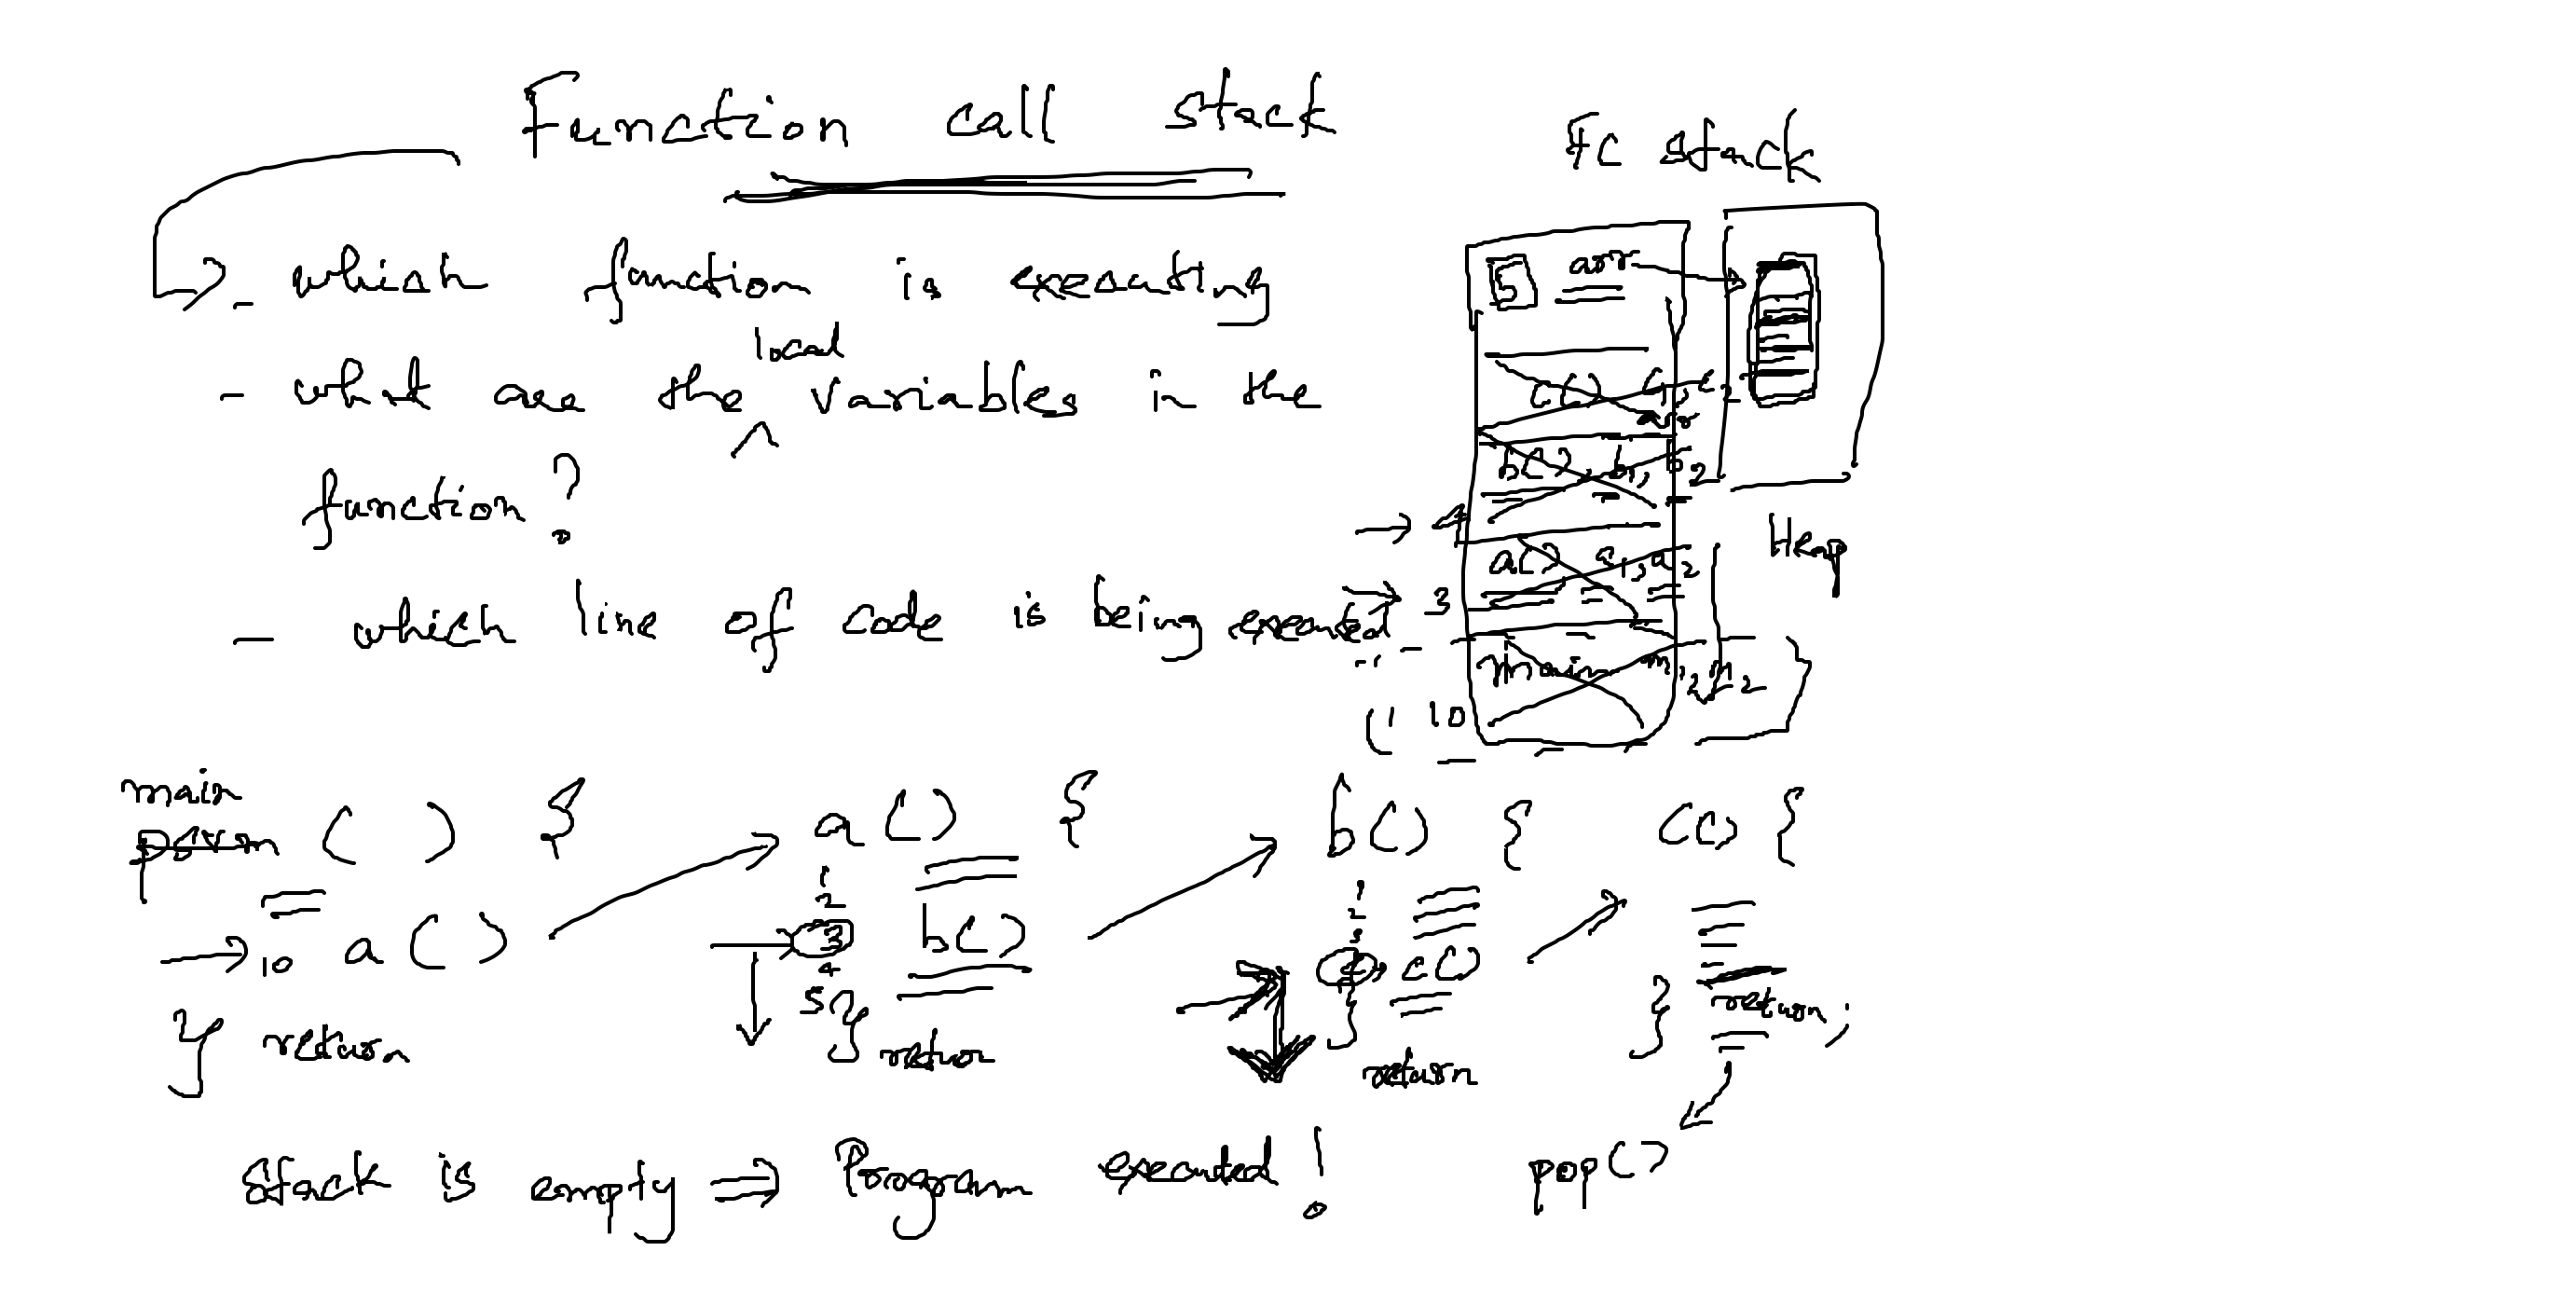 Function call stack
FC stack
- which function is executing
local
- what are the ^ variables in the
function?
- which line of code is being executed
5 arr
c() c1, c2
arr
b() b1, b2
4
a() a1, a2
3
main m1, m2
10
Heap
main
( ) {
10 a()
} return
a() {
1
2
3 b()
4
5 }
return
b() {
1
2
3
4 c()
}
return
c() {
return;
}
pop()
Stack is empty ⇒ Program executed!